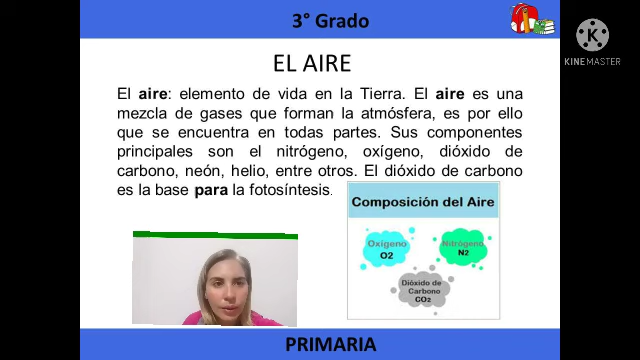 3° Grado
EL AIRE
El aire: elemento de vida en la Tierra. El aire es una
mezcla de gases que forman la atmósfera, es por ello
que se encuentra en todas partes. Sus componentes
principales son el nitrógeno, oxígeno, dióxido de
carbono, neón, helio, entre otros. El dióxido de carbono
es la base para la fotosíntesis.
Composición del Aire
Oxígeno
O2
Nitrógeno
N2
Dióxido de
Carbono
CO2
PRIMARIA
K
KINEMASTER